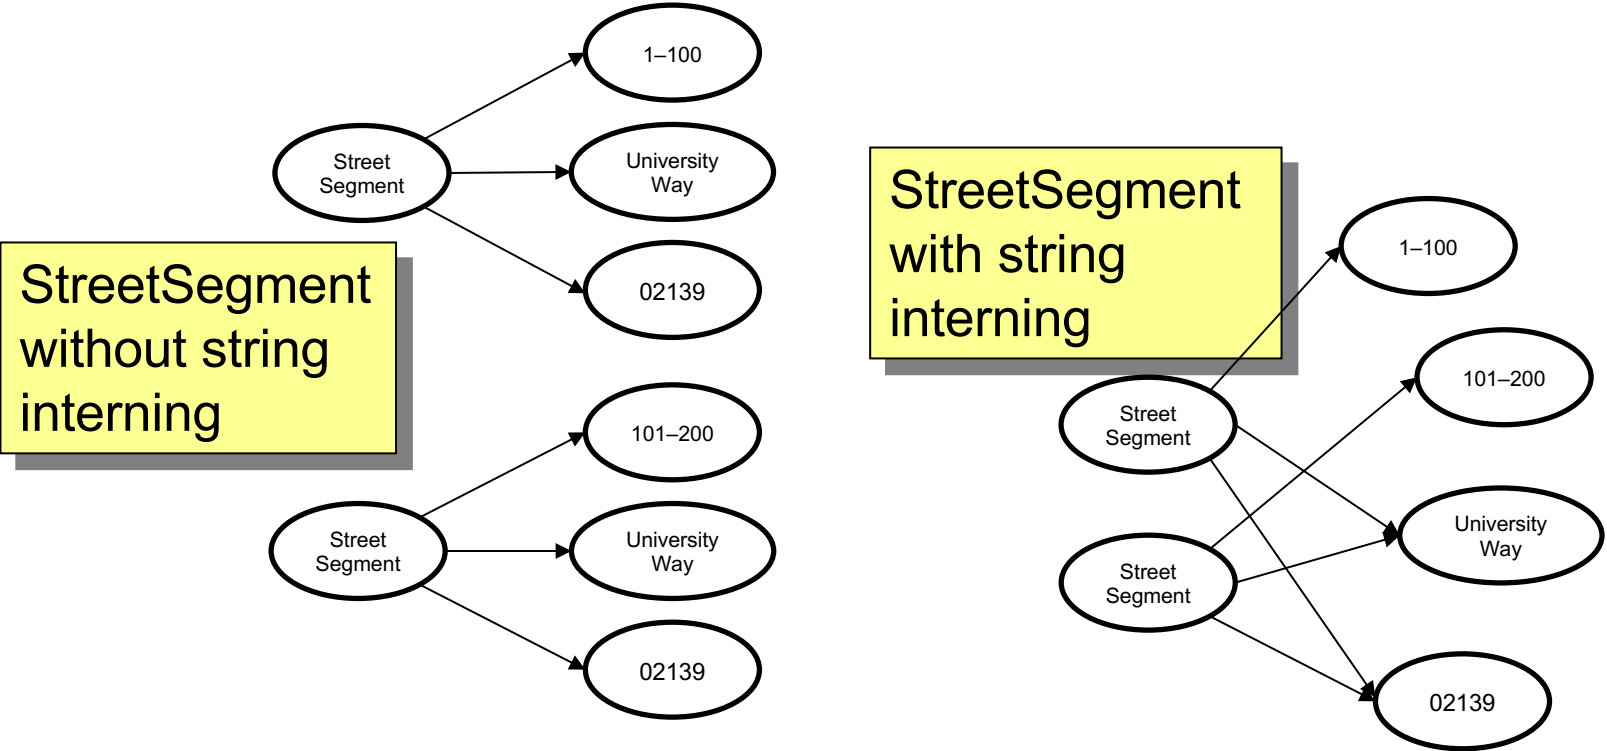 StreetSegment
without string
interning
Street
Segment
1–100
University
Way
02139
Street
Segment
101–200
University
Way
02139
StreetSegment
with string
interning
Street
Segment
Street
Segment
1–100
101–200
University
Way
02139